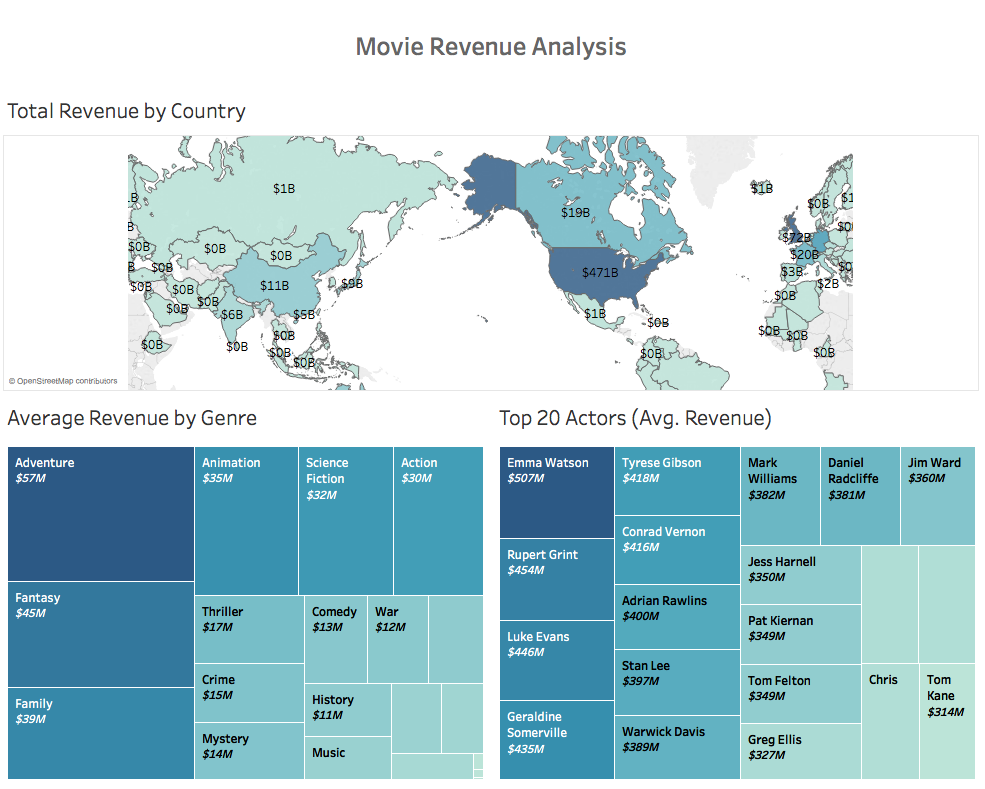 Movie Revenue Analysis
Total Revenue by Country
$1B
$1B
$0B
$19B
$72B
$0B
$0B
$0B
$0B
$20B
$471B
$0B
$11B
$9B
$3B
$0B
$0B
$2B
$0B
$0B
$0B
$6B
$5B
$1B
$0B
$0B
$0B
$0B
$0B
$0B
$0B
$0B
$0B
$0B
© OpenStreetMap contributors
Average Revenue by Genre
Adventure
$57M
Fantasy
$45M
Family
$39M
Animation
$35M
Science
Fiction
$32M
Action
$30M
Thriller
$17M
Crime
$15M
Mystery
$14M
Comedy
$13M
War
$12M
History
$11M
Music
Top 20 Actors (Avg. Revenue)
Emma Watson
$507M
Rupert Grint
$454M
Luke Evans
$446M
Geraldine
Somerville
$435M
Tyrese Gibson
$418M
Conrad Vernon
$416M
Adrian Rawlins
$400M
Stan Lee
$397M
Warwick Davis
$389M
Mark
Williams
$382M
Daniel
Radcliffe
$381M
Jim Ward
$360M
Jess Harnell
$350M
Pat Kiernan
$349M
Tom Felton
$349M
Greg Ellis
$327M
Chris
Tom
Kane
$314M